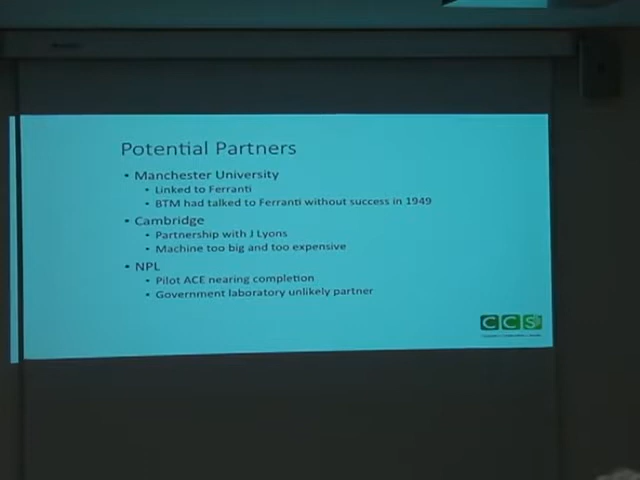 Potential Partners
• Manchester University
• Linked to Ferranti
• BTM had talked to Ferranti without success in 1949
• Cambridge
• Partnership with J Lyons
• Machine too big and too expensive
• NPL
• Pilot ACE nearing completion
• Government laboratory unlikely partner
CCS